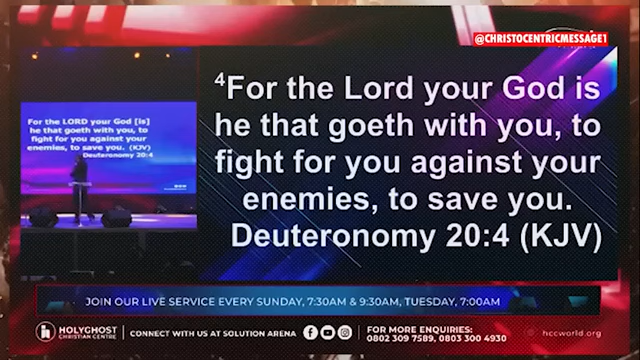 @CHRISTOCENTRICMESSAGE1
For the LORD your God [is]
he that goeth with you, to
fight for you against your
enemies, to save you. (KJV)
Deuteronomy 20:4
4For the Lord your God is
he that goeth with you, to
fight for you against your
enemies, to save you.
Deuteronomy 20:4 (KJV)
JOIN OUR LIVE SERVICE EVERY SUNDAY, 7:30AM & 9:30AM, TUESDAY, 7:00AM
HOLYGHOST
CHRISTIAN CENTRE
CONNECT WITH US AT SOLUTION ARENA
FOR MORE ENQUIRIES:
0802 309 7589, 0803 300 4930
hccworld.org